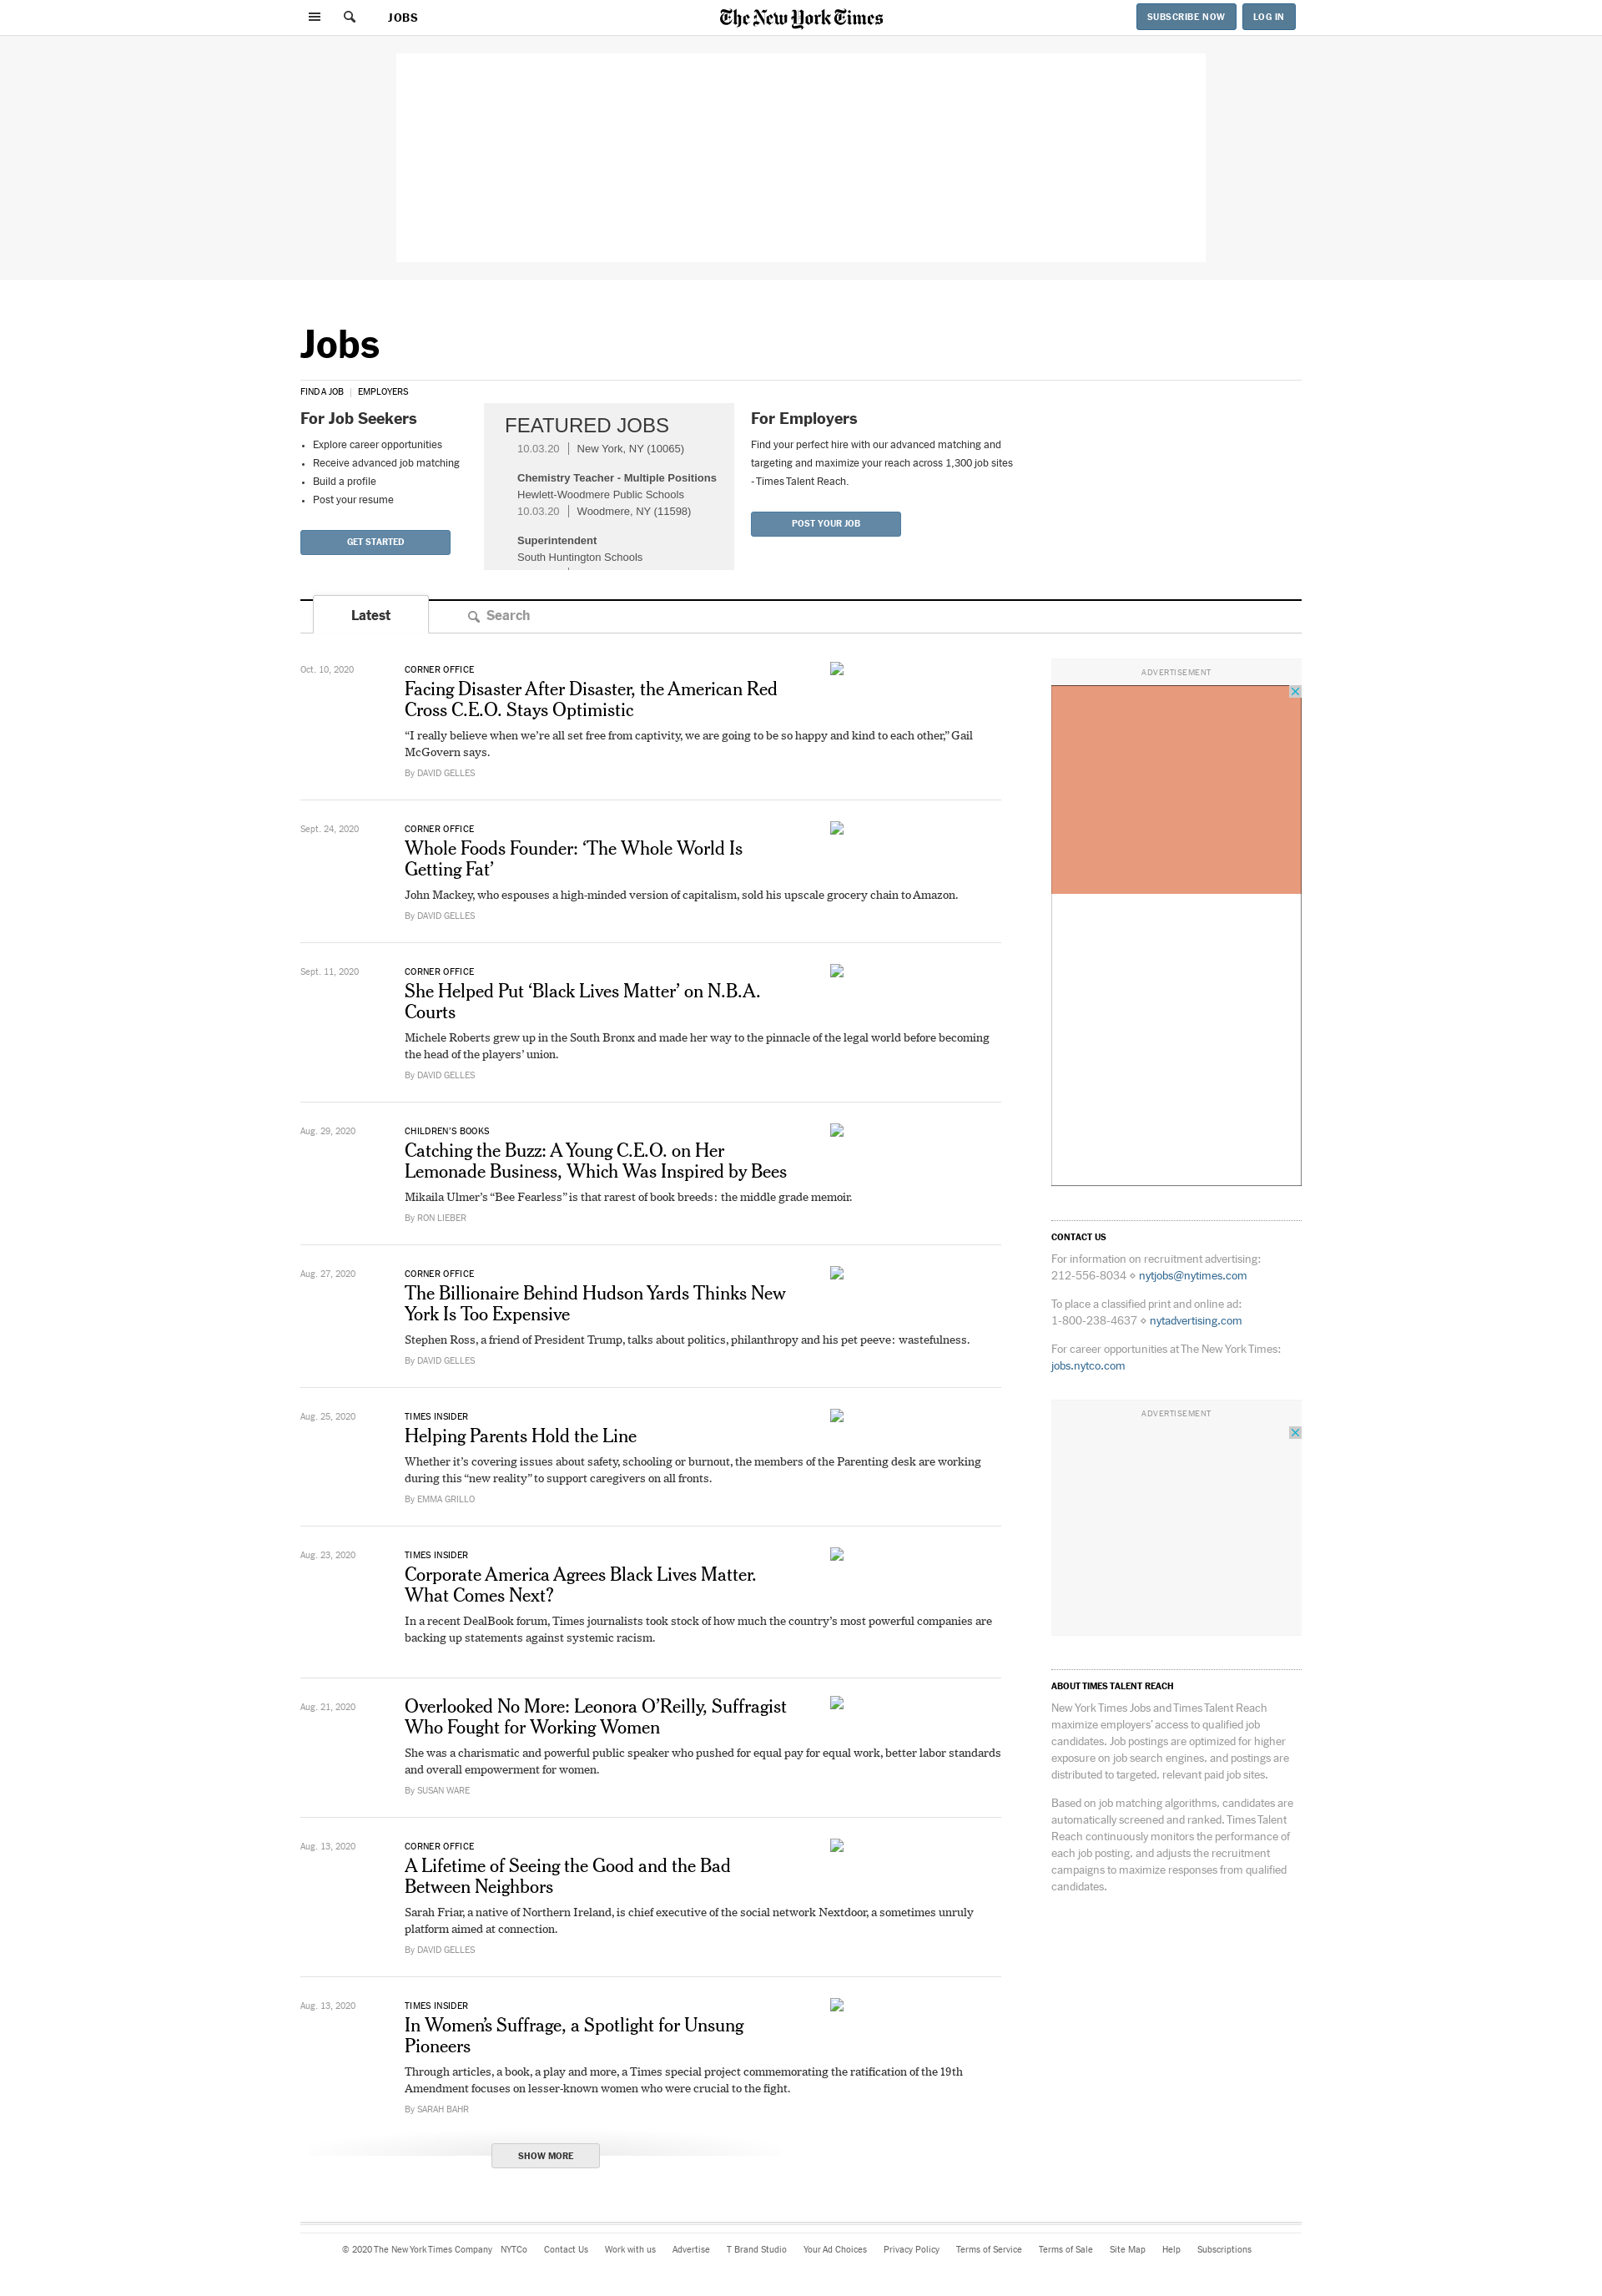 JOBS
The New York Times
SUBSCRIBE NOW
LOG IN
Jobs
FIND A JOB | EMPLOYERS
For Job Seekers
• Explore career opportunities
• Receive advanced job matching
• Build a profile
• Post your resume
GET STARTED
FEATURED JOBS
10.03.20 | New York, NY (10065)
Chemistry Teacher - Multiple Positions
Hewlett-Woodmere Public Schools
10.03.20 | Woodmere, NY (11598)
Superintendent
South Huntington Schools
For Employers
Find your perfect hire with our advanced matching and
targeting and maximize your reach across 1,300 job sites
- Times Talent Reach.
POST YOUR JOB
Latest
Search
Oct. 10, 2020
CORNER OFFICE
Facing Disaster After Disaster, the American Red
Cross C.E.O. Stays Optimistic
“I really believe when we’re all set free from captivity, we are going to be so happy and kind to each other,” Gail
McGovern says.
By DAVID GELLES
Sept. 24, 2020
CORNER OFFICE
Whole Foods Founder: ‘The Whole World Is
Getting Fat’
John Mackey, who espouses a high-minded version of capitalism, sold his upscale grocery chain to Amazon.
By DAVID GELLES
Sept. 11, 2020
CORNER OFFICE
She Helped Put ‘Black Lives Matter’ on N.B.A.
Courts
Michele Roberts grew up in the South Bronx and made her way to the pinnacle of the legal world before becoming
the head of the players’ union.
By DAVID GELLES
Aug. 29, 2020
CHILDREN’S BOOKS
Catching the Buzz: A Young C.E.O. on Her
Lemonade Business, Which Was Inspired by Bees
Mikaila Ulmer’s “Bee Fearless” is that rarest of book breeds: the middle grade memoir.
By RON LIEBER
Aug. 27, 2020
CORNER OFFICE
The Billionaire Behind Hudson Yards Thinks New
York Is Too Expensive
Stephen Ross, a friend of President Trump, talks about politics, philanthropy and his pet peeve: wastefulness.
By DAVID GELLES
Aug. 25, 2020
TIMES INSIDER
Helping Parents Hold the Line
Whether it’s covering issues about safety, schooling or burnout, the members of the Parenting desk are working
during this “new reality” to support caregivers on all fronts.
By EMMA GRILLO
Aug. 23, 2020
TIMES INSIDER
Corporate America Agrees Black Lives Matter.
What Comes Next?
In a recent DealBook forum, Times journalists took stock of how much the country’s most powerful companies are
backing up statements against systemic racism.
Aug. 21, 2020
Overlooked No More: Leonora O’Reilly, Suffragist
Who Fought for Working Women
She was a charismatic and powerful public speaker who pushed for equal pay for equal work, better labor standards
and overall empowerment for women.
By SUSAN WARE
Aug. 13, 2020
CORNER OFFICE
A Lifetime of Seeing the Good and the Bad
Between Neighbors
Sarah Friar, a native of Northern Ireland, is chief executive of the social network Nextdoor, a sometimes unruly
platform aimed at connection.
By DAVID GELLES
Aug. 13, 2020
TIMES INSIDER
In Women’s Suffrage, a Spotlight for Unsung
Pioneers
Through articles, a book, a play and more, a Times special project commemorating the ratification of the 19th
Amendment focuses on lesser-known women who were crucial to the fight.
By SARAH BAHR
SHOW MORE
ADVERTISEMENT
CONTACT US
For information on recruitment advertising:
212-556-8034 ⋄ nytjobs@nytimes.com
To place a classified print and online ad:
1-800-238-4637 ⋄ nytadvertising.com
For career opportunities at The New York Times:
jobs.nytco.com
ADVERTISEMENT
ABOUT TIMES TALENT REACH
New York Times Jobs and Times Talent Reach
maximize employers’ access to qualified job
candidates. Job postings are optimized for higher
exposure on job search engines, and postings are
distributed to targeted, relevant paid job sites.
Based on job matching algorithms, candidates are
automatically screened and ranked. Times Talent
Reach continuously monitors the performance of
each job posting, and adjusts the recruitment
campaigns to maximize responses from qualified
candidates.
© 2020 The New York Times Company NYTCo Contact Us Work with us Advertise T Brand Studio Your Ad Choices Privacy Policy Terms of Service Terms of Sale Site Map Help Subscriptions